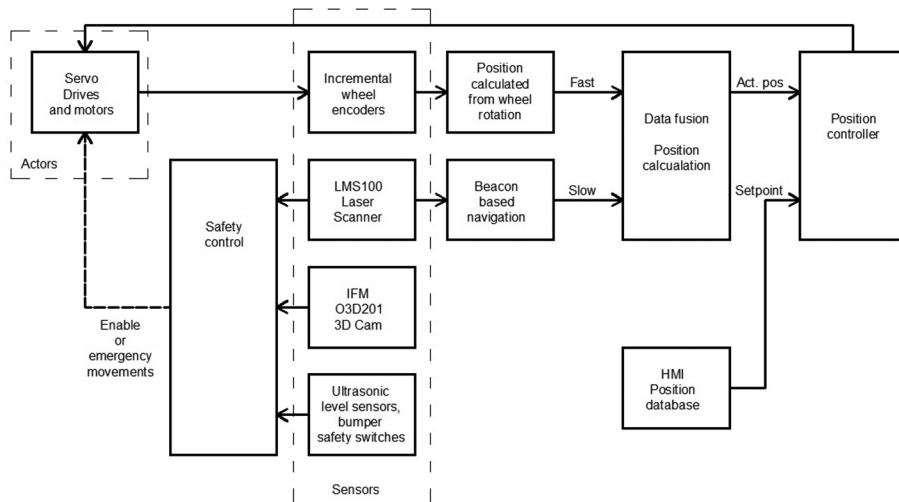 Servo
Drives
and motors
Actors
Incremental
wheel
encoders
Position
calculated
from wheel
rotation
Fast
Data fusion
Position
calcualation
Act. pos
Position
controller
Setpoint
Safety
control
LMS100
Laser
Scanner
Beacon
based
navigation
Slow
IFM
O3D201
3D Cam
Enable
or
emergency
movements
Ultrasonic
level sensors,
bumper
safety switches
Sensors
HMI
Position
database